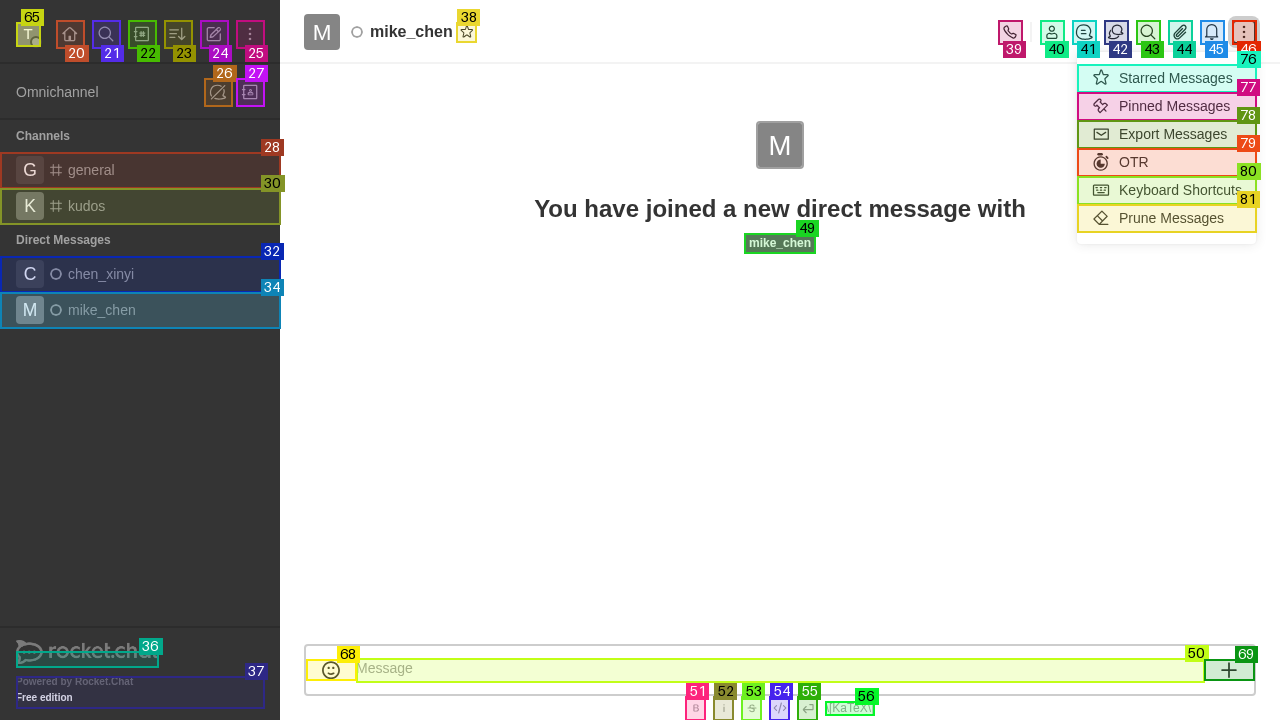 65
T
20
21
22
23
24
25
Omnichannel
26
27
Channels
28
G general
30
K kudos
Direct Messages
32
C chen_xinyi
34
M mike_chen
36
rocket.chat
37
Powered by Rocket.Chat
Free edition
M mike_chen
38
39
40
41
42
43
44
45
46
76
Starred Messages
77
Pinned Messages
78
Export Messages
79
OTR
80
Keyboard Shortcuts
81
Prune Messages
M
You have joined a new direct message with
49
mike_chen
68
Message
50
69
51
52
53
54
55
56
B
i
S
</>
\[KaTeX\]